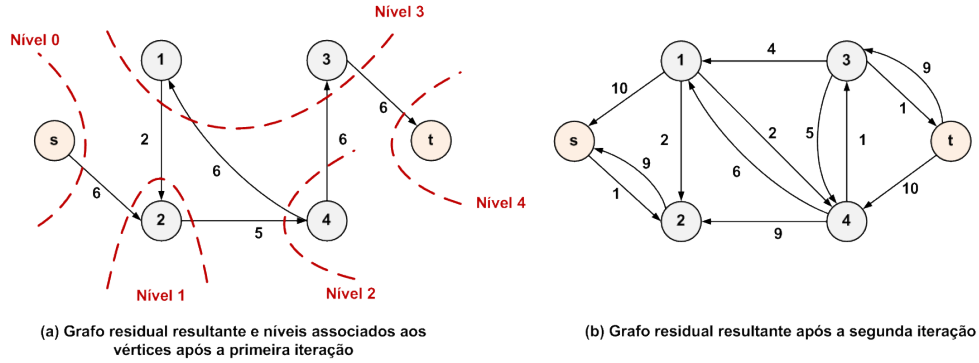 Nível 0
Nível 3
1
3
s
t
2
6
6
6
6
2
4
5
Nível 4
Nível 1
Nível 2
(a) Grafo residual resultante e níveis associados aos
vértices após a primeira iteração
4
1
3
9
10
1
s
2
5
t
2
9
6
1
1
10
2
4
9
(b) Grafo residual resultante após a segunda iteração